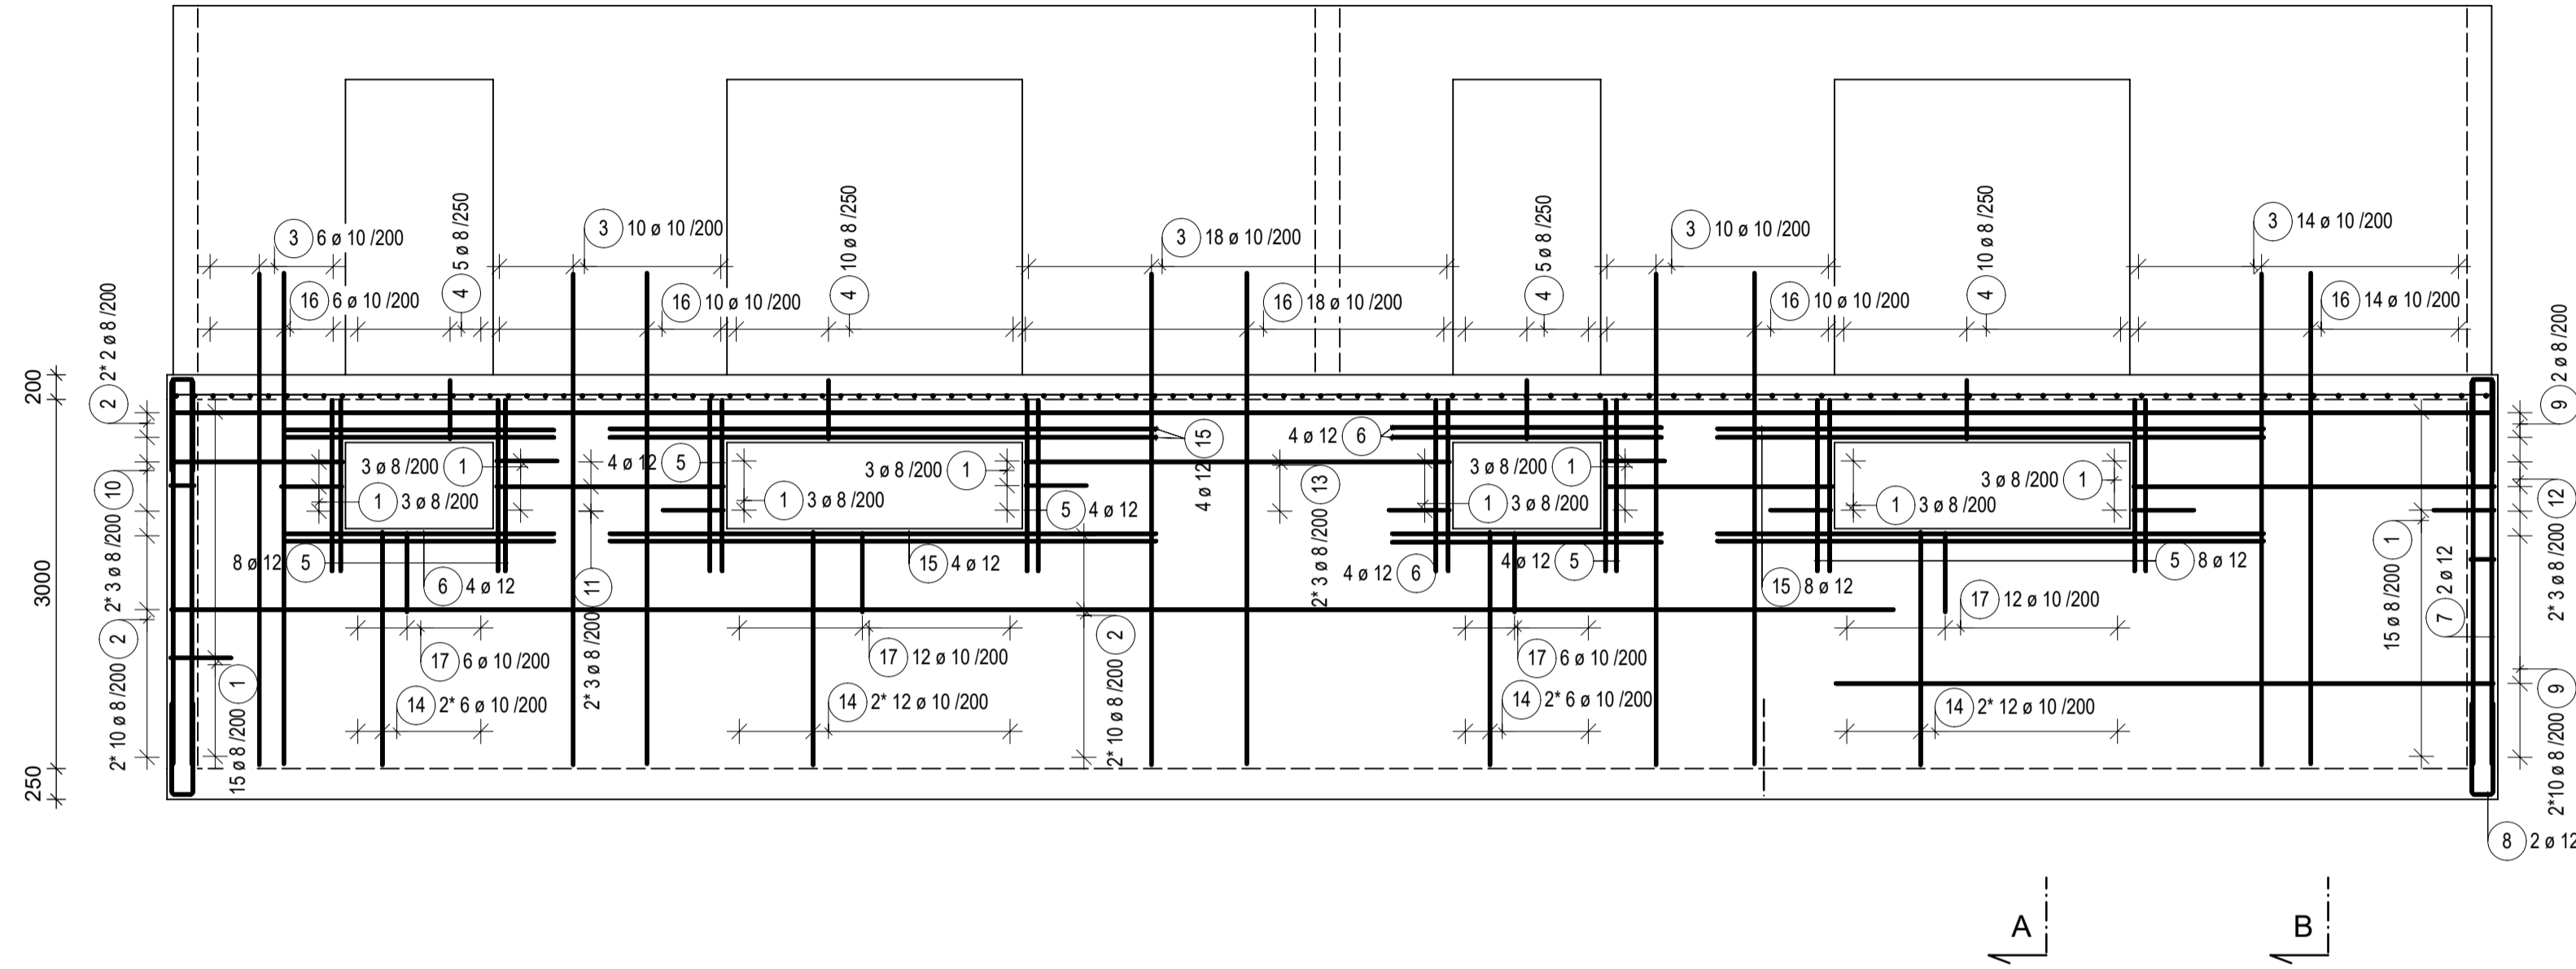 3 6 ø 10 /200
16 6 ø 10 /200
4 5 ø 8 /250
3 10 ø 10 /200
16 10 ø 10 /200
4 10 ø 8 /250
3 18 ø 10 /200
16 18 ø 10 /200
4 5 ø 8 /250
3 10 ø 10 /200
16 10 ø 10 /200
4 10 ø 8 /250
3 14 ø 10 /200
16 14 ø 10 /200
200
3000
250
2 2* 2 ø 8 /200
10 2* 3 ø 8 /200
2 2* 10 ø 8 /200
1 15 ø 8 /200
3 ø 8 /200 1
1 3 ø 8 /200
8 ø 12 5
6 4 ø 12
17 6 ø 10 /200
14 2* 6 ø 10 /200
11 2* 3 ø 8 /200
4 ø 12 5
3 ø 8 /200 1
1 3 ø 8 /200
5 4 ø 12
15 4 ø 12
17 12 ø 10 /200
14 2* 12 ø 10 /200
2 2* 10 ø 8 /200
15 4 ø 12
13 2* 3 ø 8 /200
4 ø 12 6
3 ø 8 /200 1
1 3 ø 8 /200
4 ø 12 6
4 ø 12 5
17 6 ø 10 /200
14 2* 6 ø 10 /200
15 8 ø 12
3 ø 8 /200 1
1 3 ø 8 /200
5 8 ø 12
17 12 ø 10 /200
14 2* 12 ø 10 /200
1 15 ø 8 /200
7 2 ø 12
9 2 ø 8 /200
12 2* 3 ø 8 /200
9 2*10 ø 8 /200
8 2 ø 12
A
B